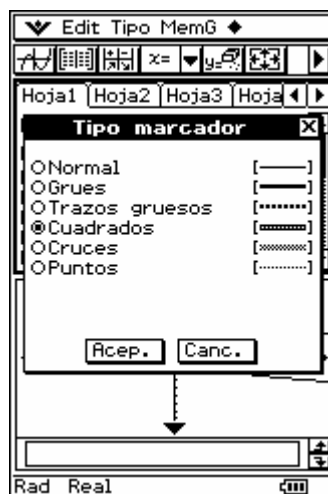 Edit Tipo MemG
x= y=
Hoja1 Hoja2 Hoja3 Hoja
Tipo marcador
Normal
Grues
Trazos gruesos
Cuadrados
Cruces
Puntos
Acep. Canc.
Rad Real